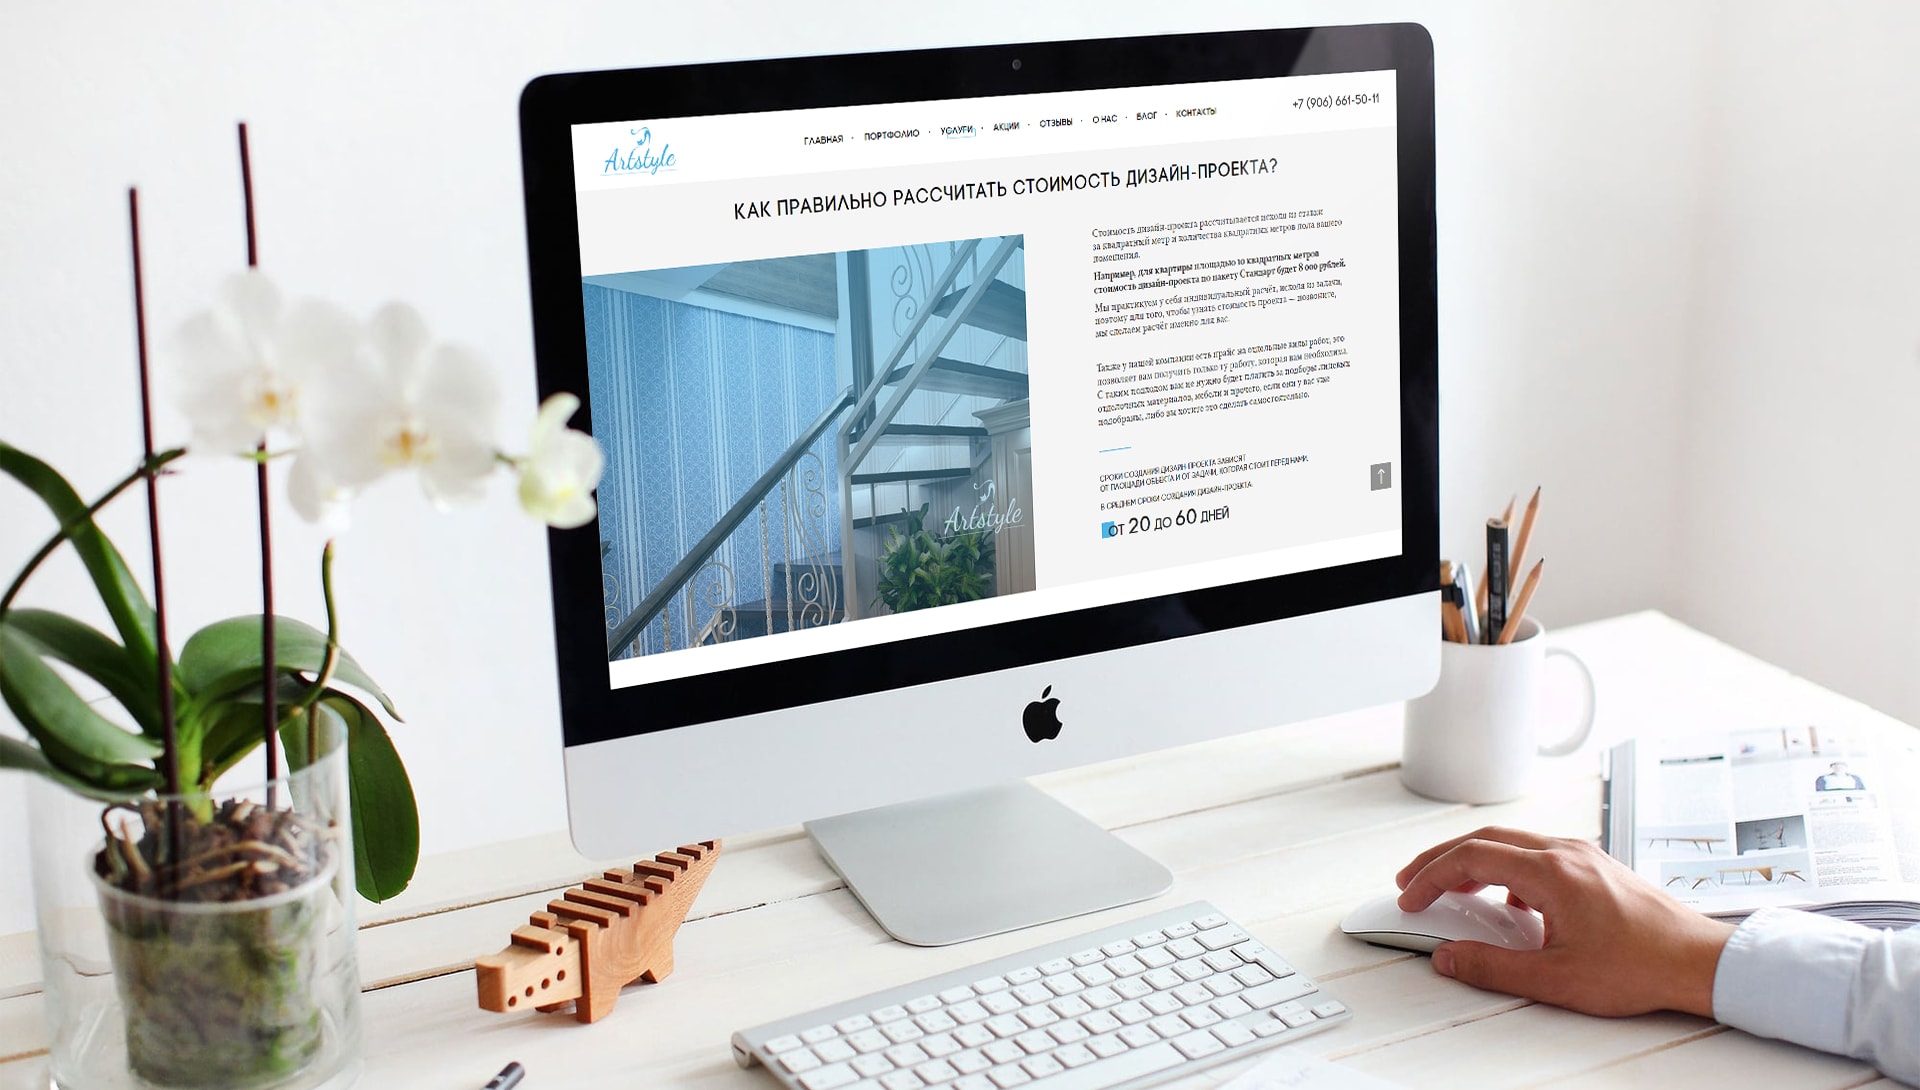 Artstyle
ГЛАВНАЯ · ПОРТФОЛИО · УСЛУГИ · АКЦИИ · ОТЗЫВЫ · О НАС · БЛОГ · КОНТАКТЫ
+7 (906) 661-50-11
КАК ПРАВИЛЬНО РАССЧИТАТЬ СТОИМОСТЬ ДИЗАЙН-ПРОЕКТА?
Стоимость дизайн-проекта рассчитывается исходя из ставки
за квадратный метр и количества квадратных метров пола вашего
помещения.
Например, для квартиры площадью 10 квадратных метров
стоимость дизайн-проекта по пакету Стандарт будет 8 000 рублей.
Мы практикуем у себя индивидуальный расчёт, исходя из задачи,
поэтому для того, чтобы узнать стоимость проекта — позвоните,
мы сделаем расчёт именно для вас.
Также у нашей компании есть прайс на отдельные виды работ, это
позволяет вам получить только ту работу, которая вам необходима.
С таким подходом вам не нужно будет платить за подборы лицевых
отделочных материалов, мебели и прочего, если они у вас уже
подобраны, либо вы хотите это сделать самостоятельно.
СРОКИ СОЗДАНИЯ ДИЗАЙН-ПРОЕКТА ЗАВИСЯТ
ОТ ПЛОЩАДИ ОБЪЕКТА И ОТ ЗАДАЧИ, КОТОРАЯ СТОИТ ПЕРЕД НАМИ.
В СРЕДНЕМ СРОКИ СОЗДАНИЯ ДИЗАЙН-ПРОЕКТА:
ОТ 20 ДО 60 ДНЕЙ
Artstyle